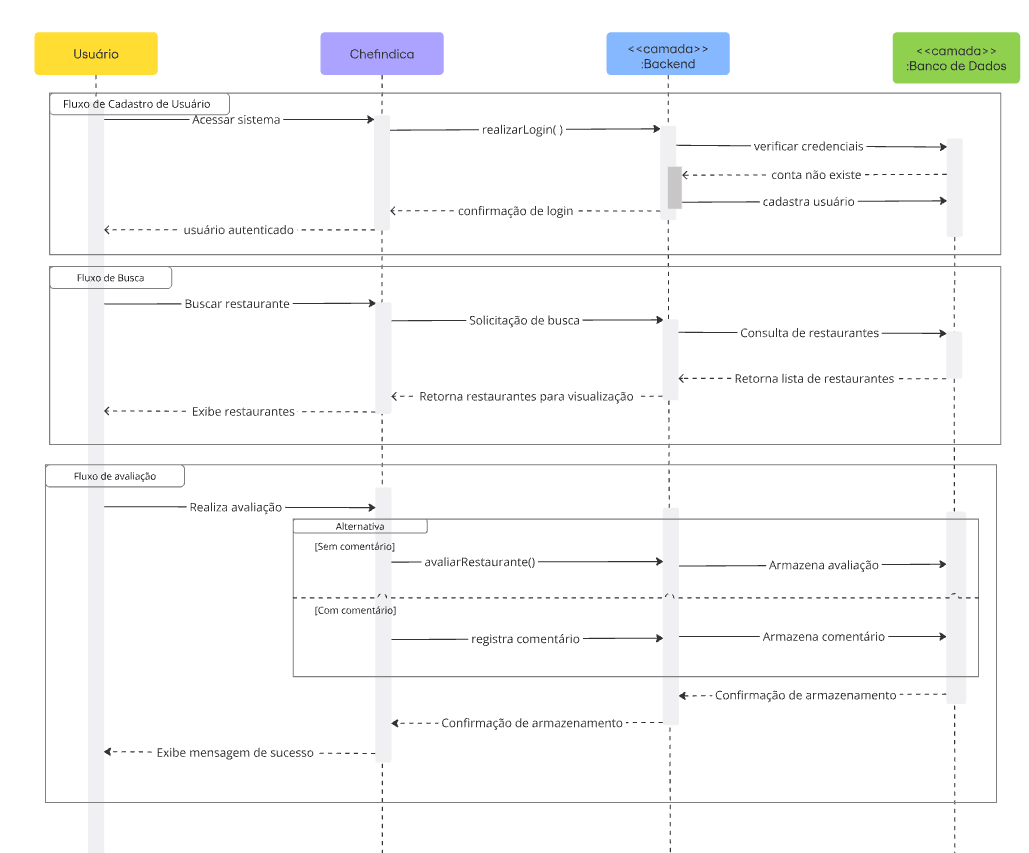 Usuário
Chefindica
<<camada>>
:Backend
<<camada>>
:Banco de Dados
Fluxo de Cadastro de Usuário
Acessar sistema
realizarLogin( )
verificar credenciais
conta não existe
cadastra usuário
confirmação de login
usuário autenticado
Fluxo de Busca
Buscar restaurante
Solicitação de busca
Consulta de restaurantes
Retorna lista de restaurantes
Retorna restaurantes para visualização
Exibe restaurantes
Fluxo de avaliação
Realiza avaliação
Alternativa
[Sem comentário]
avaliarRestaurante()
Armazena avaliação
[Com comentário]
registra comentário
Armazena comentário
Confirmação de armazenamento
Confirmação de armazenamento
Exibe mensagem de sucesso